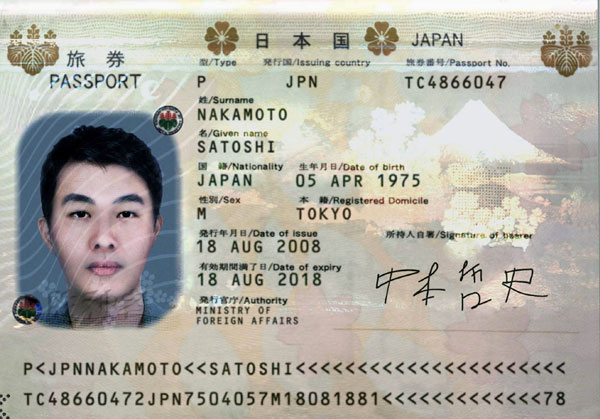 日本国 JAPAN
旅券 型/Type 発行国/Issuing country 旅券番号/Passport No.
PASSPORT P JPN TC4866047
姓/Surname
NAKAMOTO
名/Given name
SATOSHI
国 籍/Nationality 生年月日/Date of birth
JAPAN 05 APR 1975
性別/Sex 本 籍/Registered Domicile
M TOKYO
発行年月日/Date of issue 所持人自署/Signature of bearer
18 AUG 2008
有効期間満了日/Date of expiry
18 AUG 2018
中本哲史
発行官庁/Authority
MINISTRY OF
FOREIGN AFFAIRS
P<JPNNAKAMOTO<<SATOSHI<<<<<<<<<<<<<<<<<<<<<<
TC48660472JPN7504057M18081881<<<<<<<<<<<<<<78